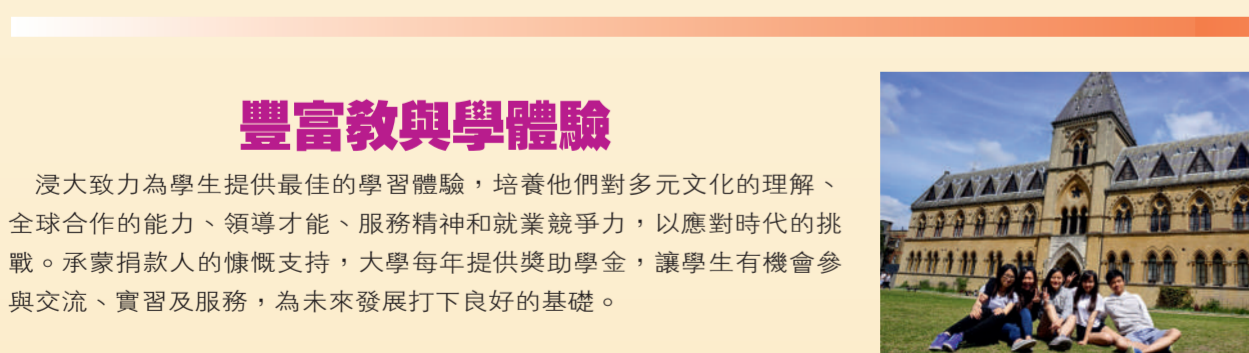 豐富教與學體驗
浸大致力為學生提供最佳的學習體驗，培養他們對多元文化的理解、
全球合作的能力、領導才能、服務精神和就業競爭力，以應對時代的挑
戰。承蒙捐款人的慷慨支持，大學每年提供獎助學金，讓學生有機會參
與交流、實習及服務，為未來發展打下良好的基礎。